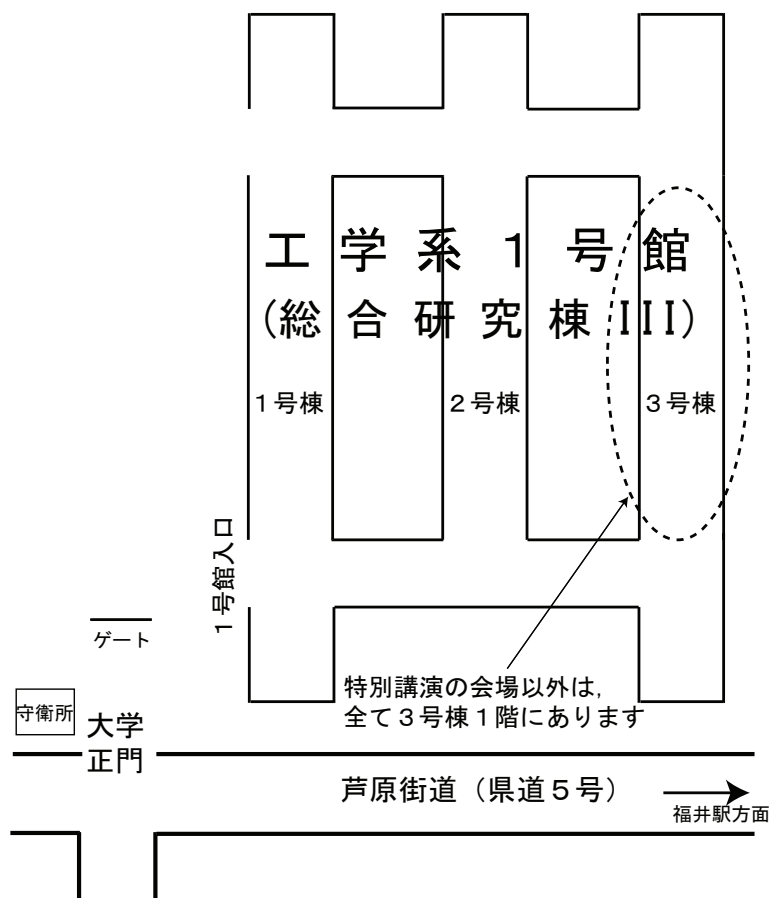 工学系１号館
(総合研究棟III)
１号棟
２号棟
３号棟
１号館入口
ゲート
守衛所
大学
正門
特別講演の会場以外は,
全て３号棟１階にあります
芦原街道（県道５号）
福井駅方面